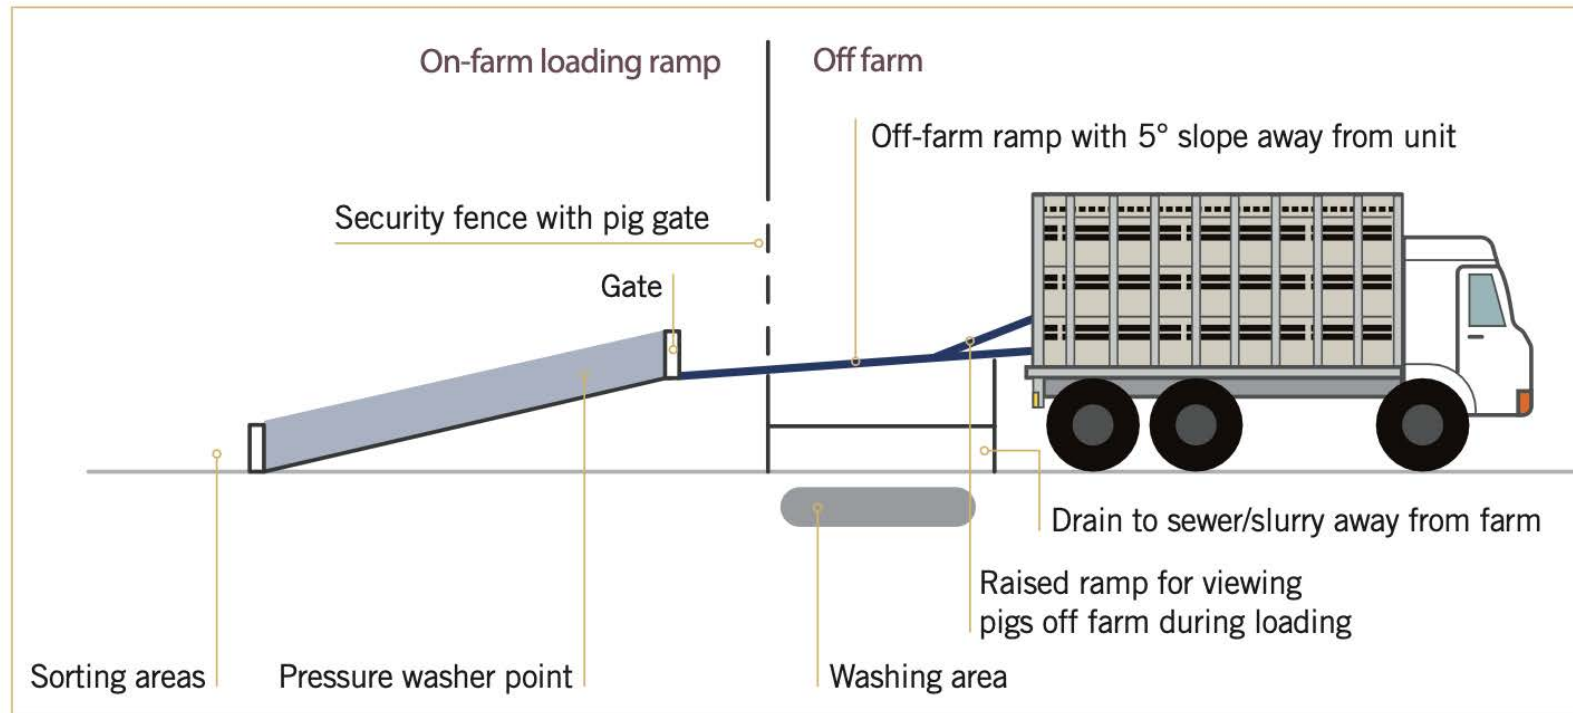 On-farm loading ramp
Off farm
Off-farm ramp with 5° slope away from unit
Security fence with pig gate
Gate
Drain to sewer/slurry away from farm
Raised ramp for viewing
pigs off farm during loading
Sorting areas
Pressure washer point
Washing area